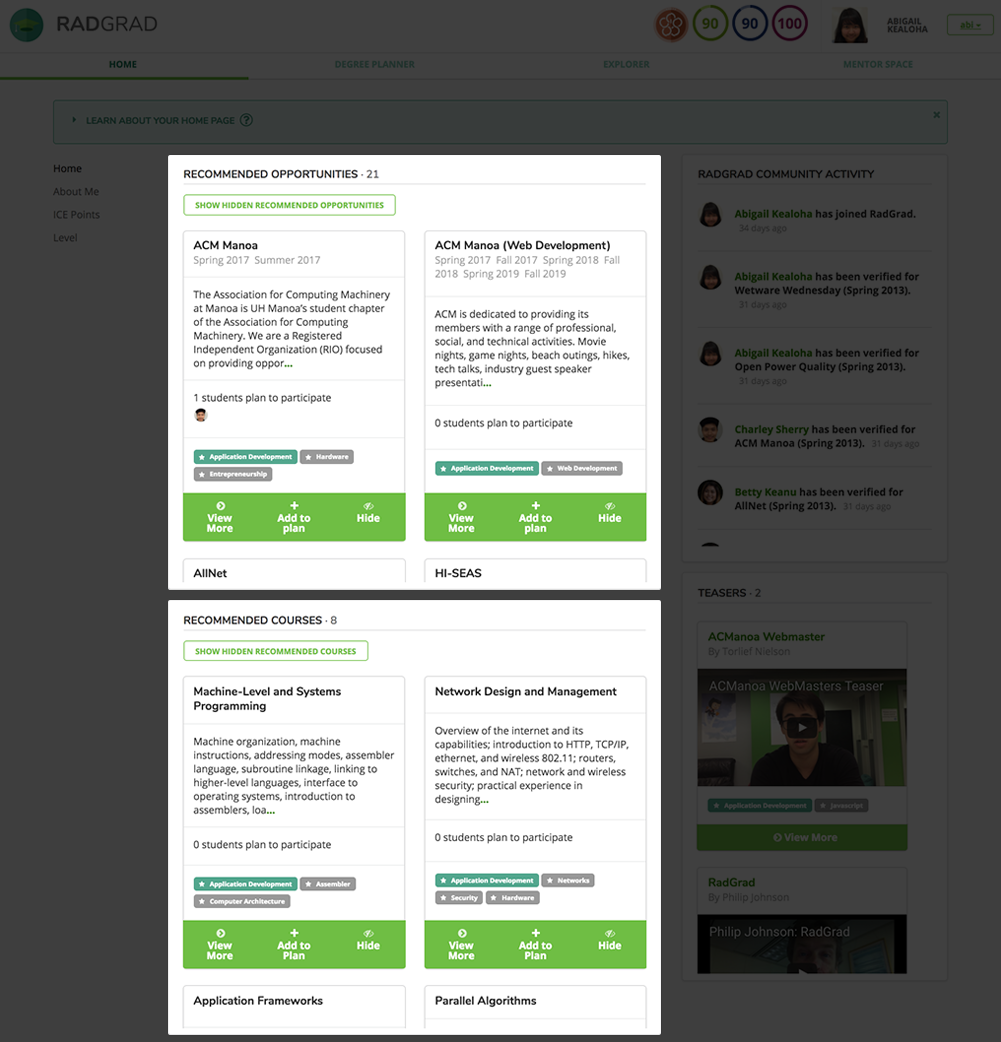 RADGRAD
90
90
100
ABIGAIL
KEALOHA
abi
HOME
DEGREE PLANNER
EXPLORER
MENTOR SPACE
LEARN ABOUT YOUR HOME PAGE ?
×
Home
About Me
ICE Points
Level
RECOMMENDED OPPORTUNITIES · 21
SHOW HIDDEN RECOMMENDED OPPORTUNITIES
ACM Manoa
Spring 2017 Summer 2017
The Association for Computing Machinery
at Manoa is UH Manoa's student chapter
of the Association for Computing
Machinery. We are a Registered
Independent Organization (RIO) focused
on providing oppor...
1 students plan to participate
Application Development
Hardware
Entrepreneurship
View
More
Add to
plan
Hide
ACM Manoa (Web Development)
Spring 2017 Fall 2017 Spring 2018 Fall
2018 Spring 2019 Fall 2019
ACM is dedicated to providing its
members with a range of professional,
social, and technical activities. Movie
nights, game nights, beach outings, hikes,
tech talks, industry guest speaker
presentati...
0 students plan to participate
Application Development
Web Development
View
More
Add to
plan
Hide
AllNet
HI-SEAS
RECOMMENDED COURSES · 8
SHOW HIDDEN RECOMMENDED COURSES
Machine-Level and Systems
Programming
Machine organization, machine
instructions, addressing modes, assembler
language, subroutine linkage, linking to
higher-level languages, interface to
operating systems, introduction to
assemblers, loa...
0 students plan to participate
Application Development
Assembler
Computer Architecture
View
More
Add to
Plan
Hide
Network Design and Management
Overview of the internet and its
capabilities; introduction to HTTP, TCP/IP,
ethernet, and wireless 802.11; routers,
switches, and NAT; network and wireless
security; practical experience in
designing...
0 students plan to participate
Application Development
Networks
Security
Hardware
View
More
Add to
Plan
Hide
Application Frameworks
Parallel Algorithms
RADGRAD COMMUNITY ACTIVITY
Abigail Kealoha has joined RadGrad.
34 days ago
Abigail Kealoha has been verified for
Wetware Wednesday (Spring 2013).
31 days ago
Abigail Kealoha has been verified for
Open Power Quality (Spring 2013).
31 days ago
Charley Sherry has been verified for
ACM Manoa (Spring 2013). 31 days ago
Betty Keanu has been verified for
AllNet (Spring 2013). 31 days ago
TEASERS · 2
ACManoa Webmaster
By Torlief Nielson
ACManoa WebMasters Teaser
Application Development
Javascript
View More
RadGrad
By Philip Johnson
Philip Johnson: RadGrad